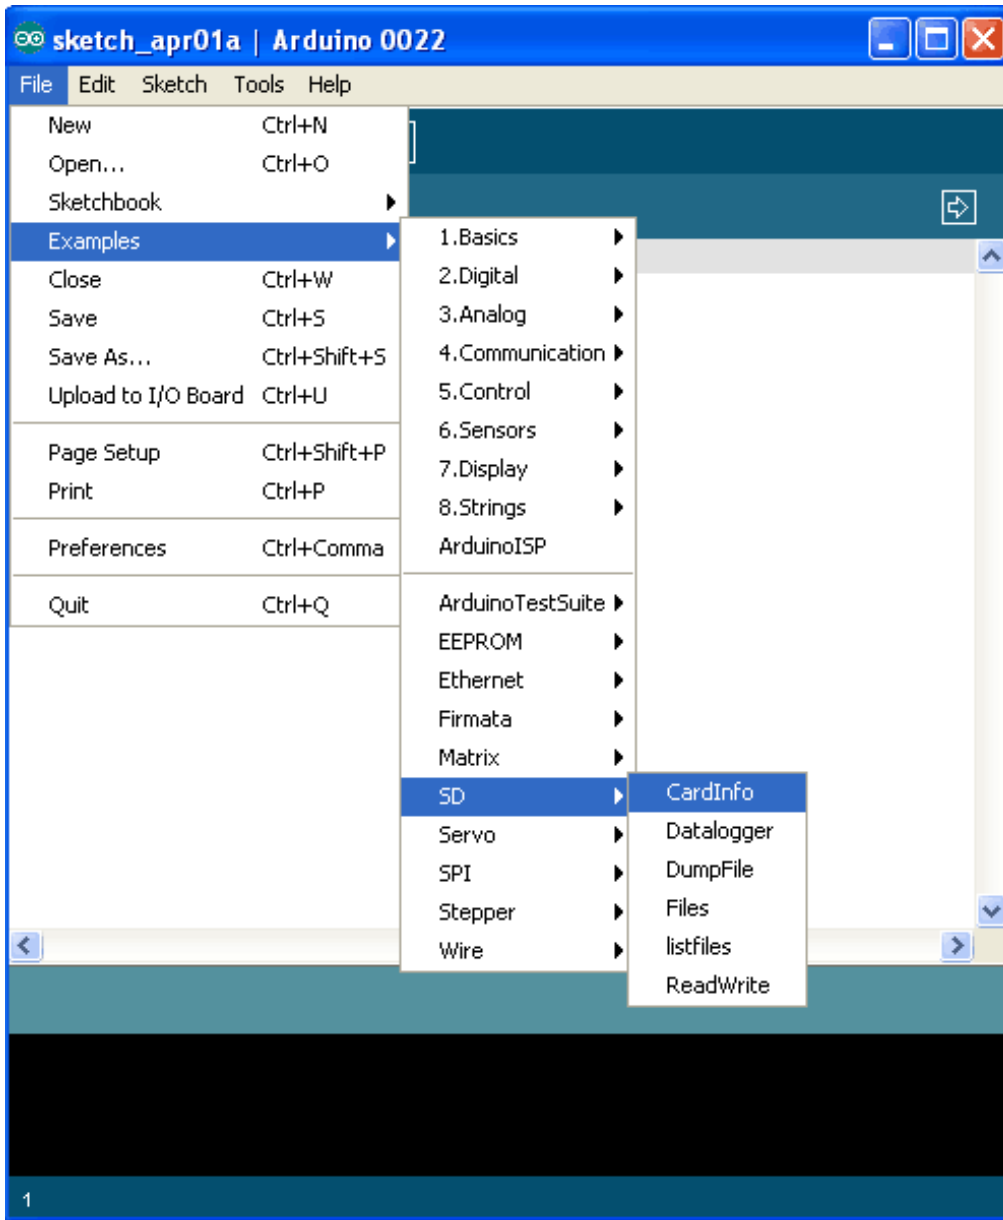 sketch_apr01a | Arduino 0022
File Edit Sketch Tools Help
New Ctrl+N
Open... Ctrl+O
Sketchbook
Examples
Close Ctrl+W
Save Ctrl+S
Save As... Ctrl+Shift+S
Upload to I/O Board Ctrl+U
Page Setup Ctrl+Shift+P
Print Ctrl+P
Preferences Ctrl+Comma
Quit Ctrl+Q
1.Basics
2.Digital
3.Analog
4.Communication
5.Control
6.Sensors
7.Display
8.Strings
ArduinoISP
ArduinoTestSuite
EEPROM
Ethernet
Firmata
Matrix
SD
Servo
SPI
Stepper
Wire
CardInfo
Datalogger
DumpFile
Files
listfiles
ReadWrite
1